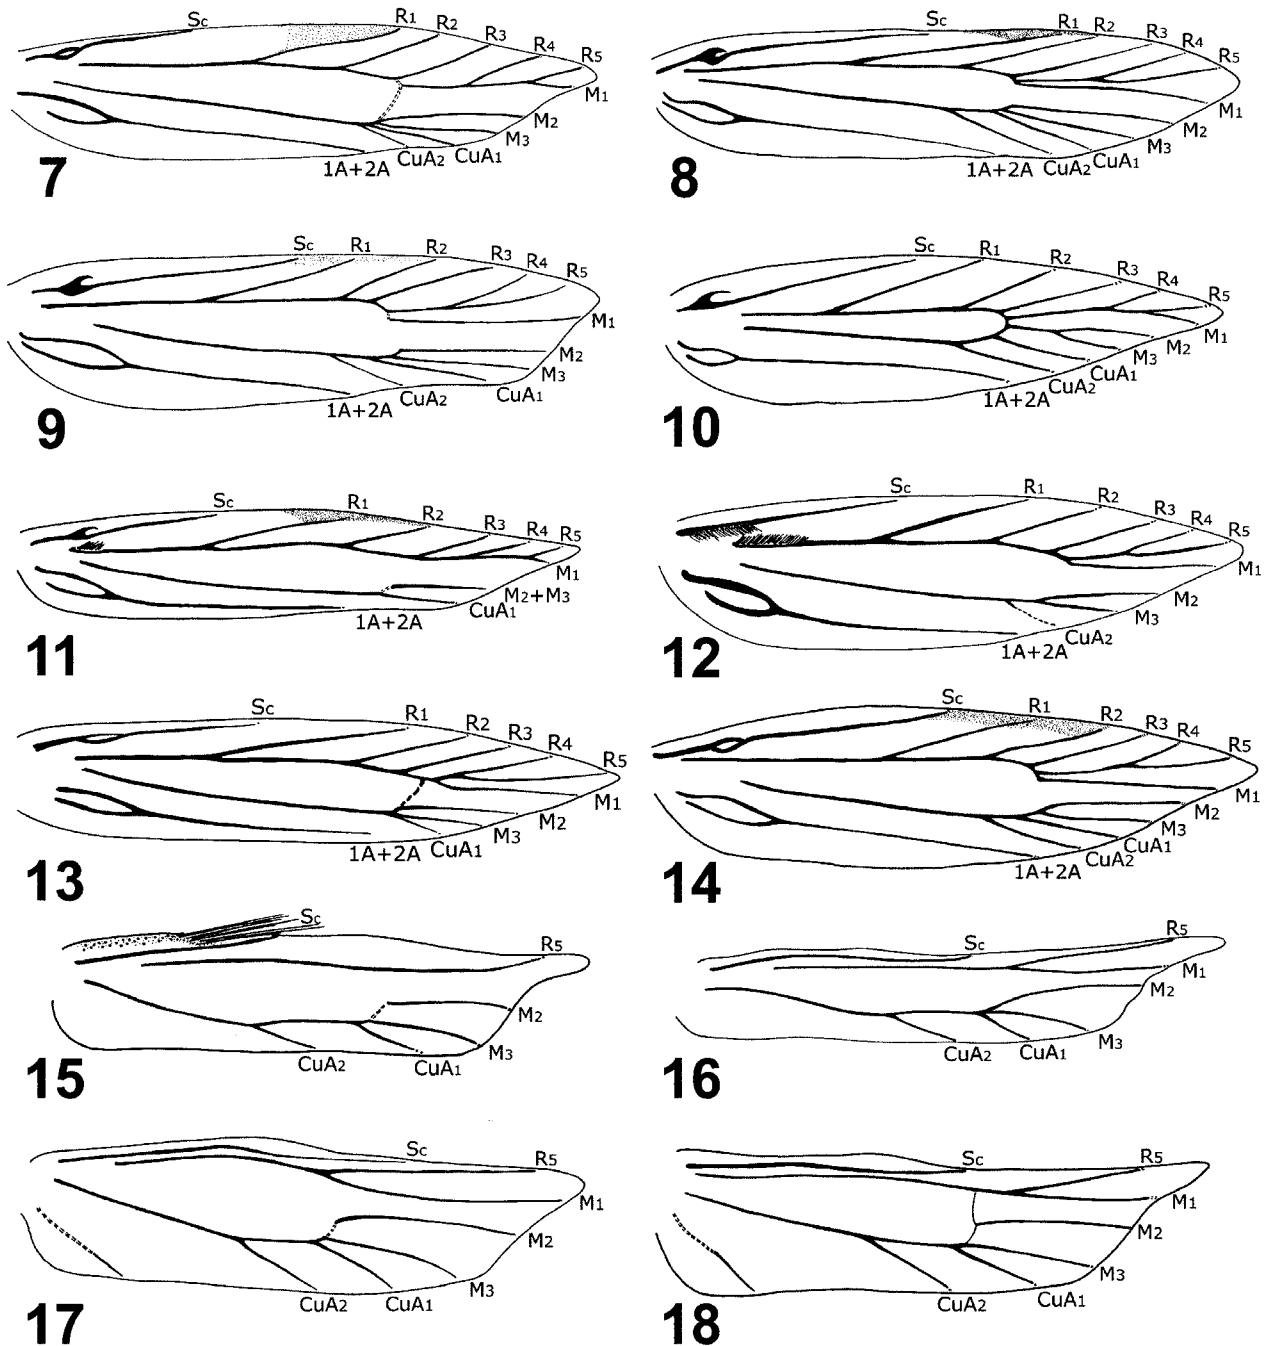 Sc R1 R2 R3 R4 R5 M1 M2 M3 CuA1 CuA2 1A+2A
7
Sc R1 R2 R3 R4 R5 M1 M2 M3 CuA1 CuA2 1A+2A
8
Sc R1 R2 R3 R4 R5 M1 M2 M3 CuA1 CuA2 1A+2A
9
Sc R1 R2 R3 R4 R5 M1 M2 M3 CuA1 CuA2 1A+2A
10
Sc R1 R2 R3 R4 R5 M1 M2+M3 CuA1 1A+2A
11
Sc R1 R2 R3 R4 R5 M1 M2 M3 CuA2 1A+2A
12
Sc R1 R2 R3 R4 R5 M1 M2 M3 CuA1 1A+2A
13
Sc R1 R2 R3 R4 R5 M1 M2 M3 CuA1 CuA2 1A+2A
14
Sc R5 M2 M3 CuA1 CuA2
15
Sc R5 M1 M2 M3 CuA1 CuA2
16
Sc R5 M1 M2 M3 CuA1 CuA2
17
Sc R5 M1 M2 M3 CuA1 CuA2
18